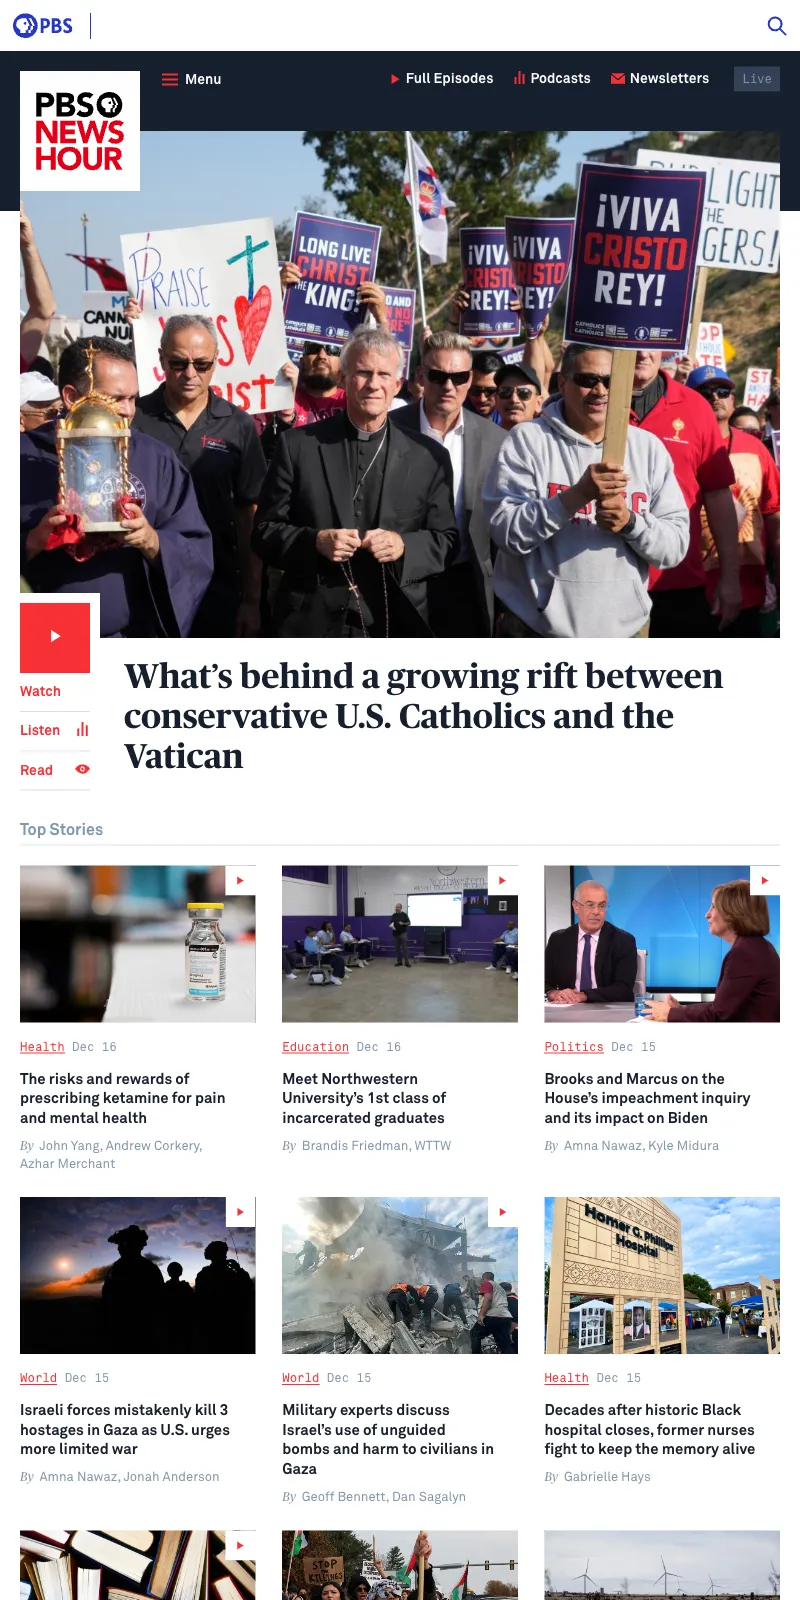 PBS
Menu
Full Episodes
Podcasts
Newsletters
Live
PBS
NEWS
HOUR
PRAISE
LONG LIVE
CHRIST
THE KING!
¡VIVA
CRISTO
REY!
¡VIVA
CRISTO
REY!
¡VIVA
CRISTO
REY!
LIGHT
THE
GERS!
Watch
Listen
Read
What’s behind a growing rift between
conservative U.S. Catholics and the
Vatican
Top Stories
Health Dec 16
The risks and rewards of
prescribing ketamine for pain
and mental health
By John Yang, Andrew Corkery,
Azhar Merchant
Education Dec 16
Meet Northwestern
University’s 1st class of
incarcerated graduates
By Brandis Friedman, WTTW
Politics Dec 15
Brooks and Marcus on the
House’s impeachment inquiry
and its impact on Biden
By Amna Nawaz, Kyle Midura
World Dec 15
Israeli forces mistakenly kill 3
hostages in Gaza as U.S. urges
more limited war
By Amna Nawaz, Jonah Anderson
World Dec 15
Military experts discuss
Israel’s use of unguided
bombs and harm to civilians in
Gaza
By Geoff Bennett, Dan Sagalyn
Homer G. Phillips
Hospital
Health Dec 15
Decades after historic Black
hospital closes, former nurses
fight to keep the memory alive
By Gabrielle Hays
STOP